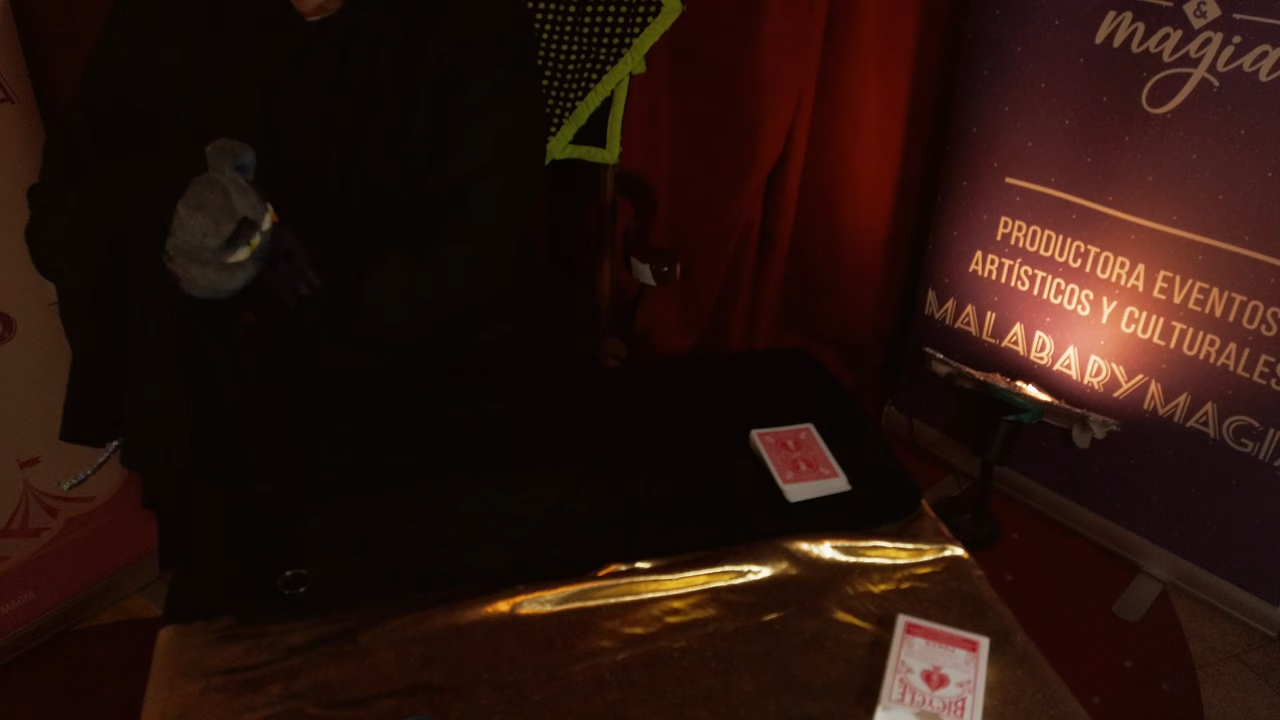 &
magia
PRODUCTORA EVENTOS
ARTÍSTICOS Y CULTURALES
MALABARYMAGIA
BICYCLE